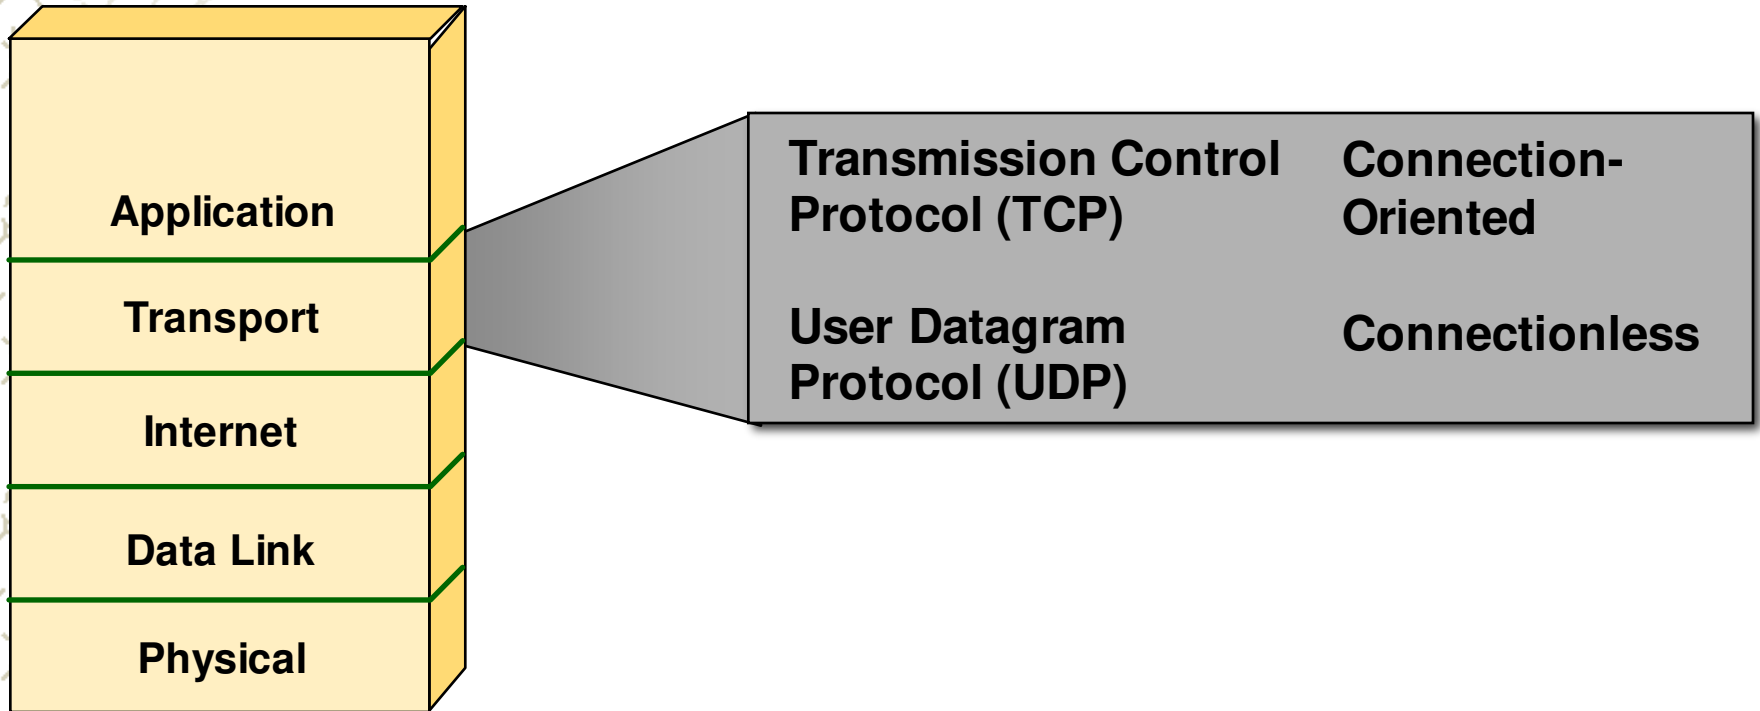 Application
Transport
Internet
Data Link
Physical
Transmission Control
Protocol (TCP)
Connection-
Oriented
User Datagram
Protocol (UDP)
Connectionless